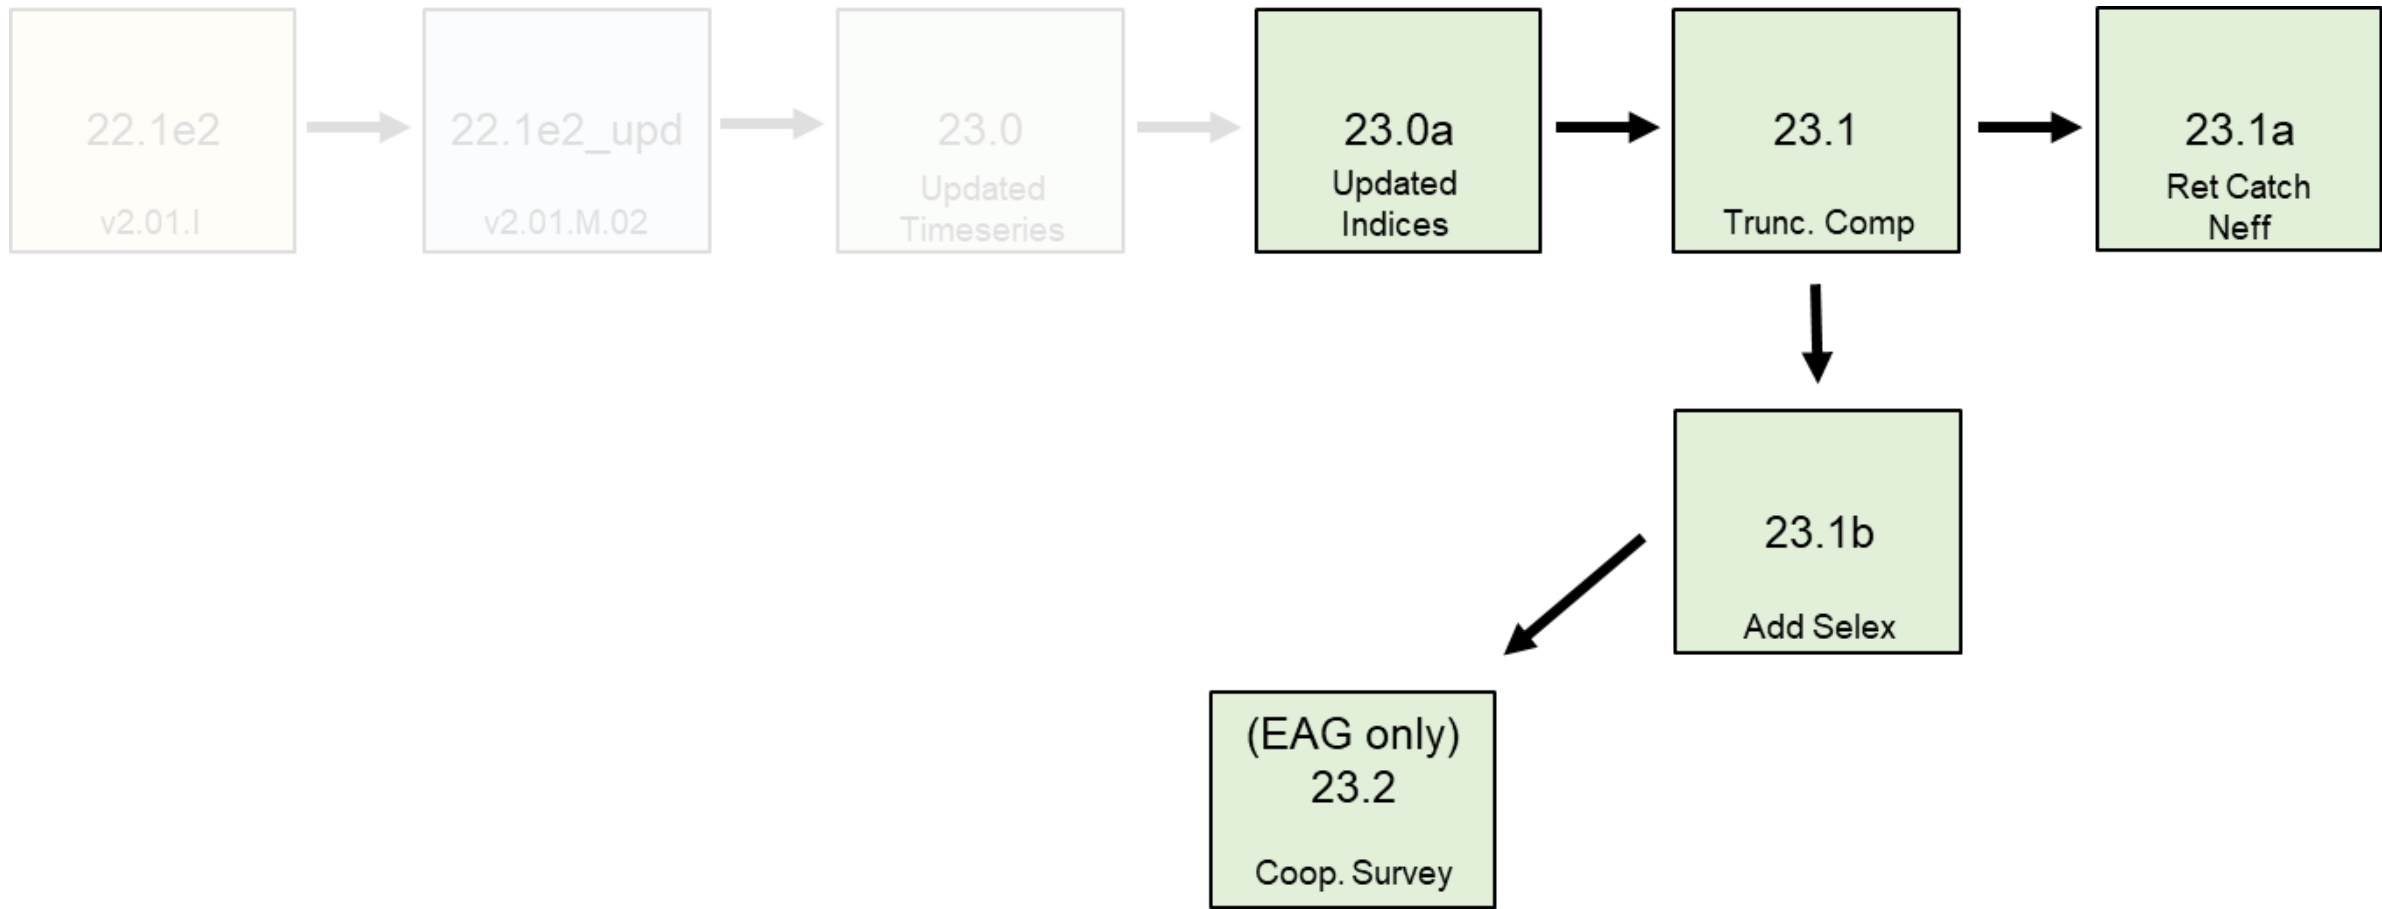 22.1e2
v2.01.I
22.1e2_upd
v2.01.M.02
23.0
Updated
Timeseries
23.0a
Updated
Indices
23.1
Trunc. Comp
23.1a
Ret Catch
Neff
23.1b
Add Selex
(EAG only)
23.2
Coop. Survey